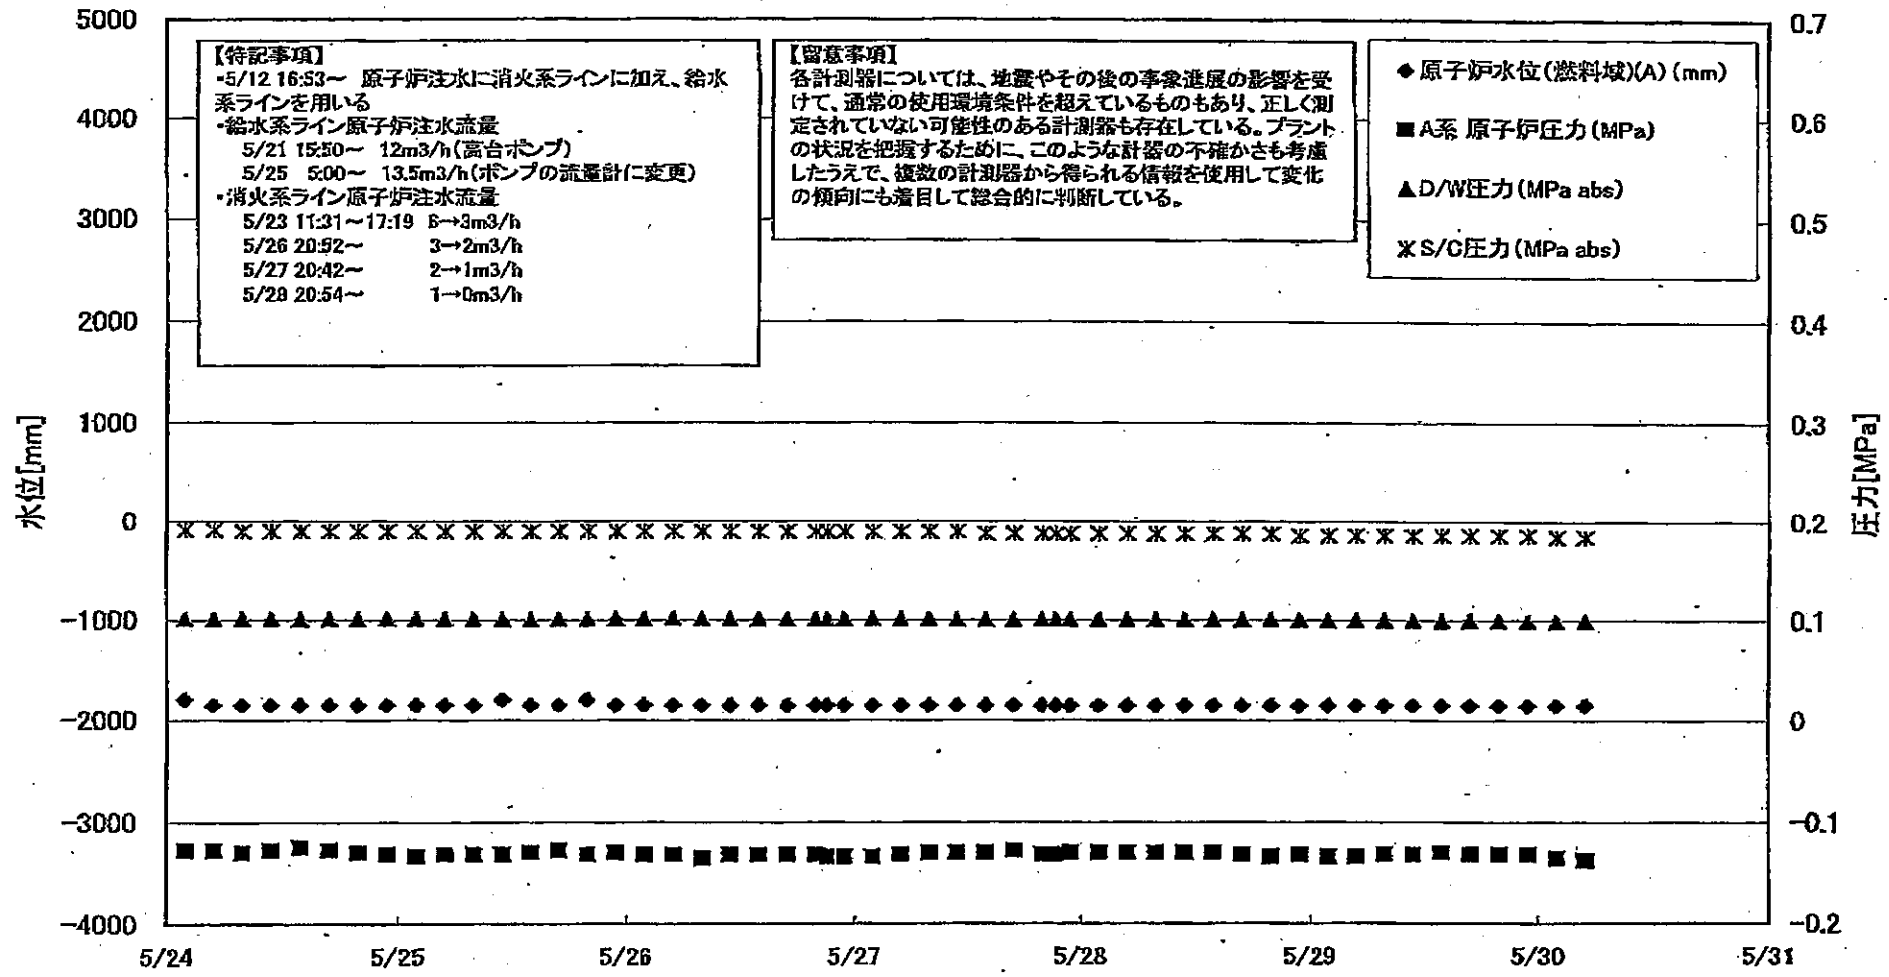 【特記事項】
・5/12 16:53～ 原子炉注水に消火系ラインに加え、給水
系ラインを用いる
・給水系ライン原子炉注水流量
5/21 15:50～ 12m3/h(高台ポンプ)
5/25 5:00～ 13.5m3/h(ポンプの流量計に変更)
・消火系ライン原子炉注水流量
5/23 11:31～17:19 6→3m3/h
5/26 20:52～ 3→2m3/h
5/27 20:42～ 2→1m3/h
5/28 20:54～ 1→0m3/h
【留意事項】
各計測器については、地震やその後の事象進展の影響を受
けて、通常の使用環境条件を超えているものもあり、正しく測
定されていない可能性のある計測器も存在している。プラント
の状況を把握するために、このような計器の不確かさも考慮
したうえで、複数の計測器から得られる情報を使用して変化
の傾向にも着目して総合的に判断している。
◆原子炉水位(燃料域)(A)(mm)
■A系 原子炉圧力(MPa)
▲D/W圧力(MPa abs)
ж S/C圧力(MPa abs)
水位[mm]
5000
4000
3000
2000
1000
0
-1000
-2000
-3000
-4000
圧力[MPa]
0.7
0.6
0.5
0.4
0.3
0.2
0.1
0
-0.1
-0.2
5/24 5/25 5/26 5/27 5/28 5/29 5/30 5/31